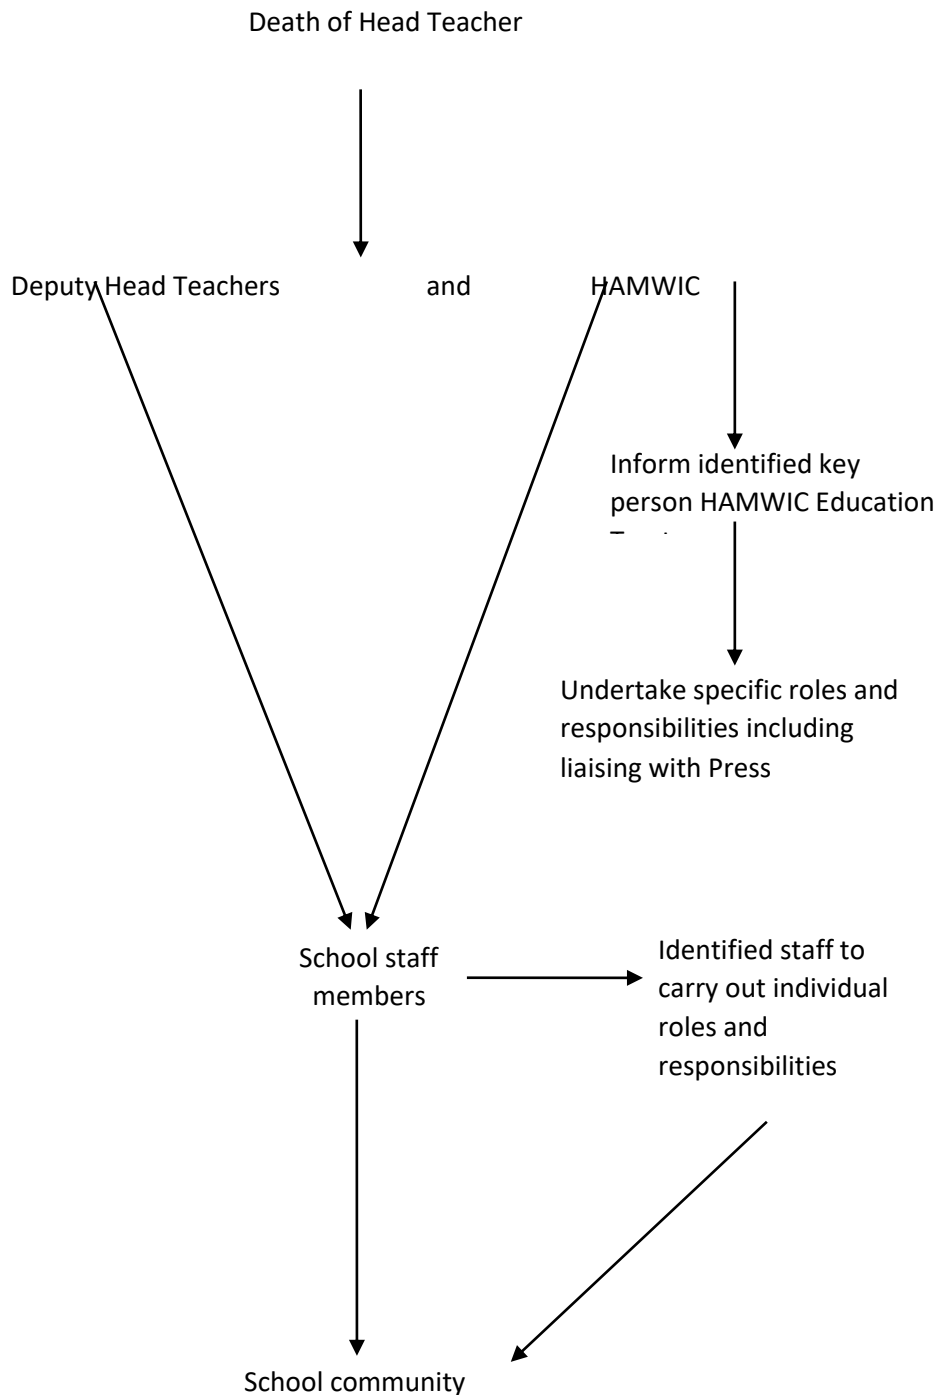 Death of Head Teacher
Deputy Head Teachers and HAMWIC
Inform identified key
person HAMWIC Education
Undertake specific roles and
responsibilities including
liaising with Press
School staff
members
Identified staff to
carry out individual
roles and
responsibilities
School community